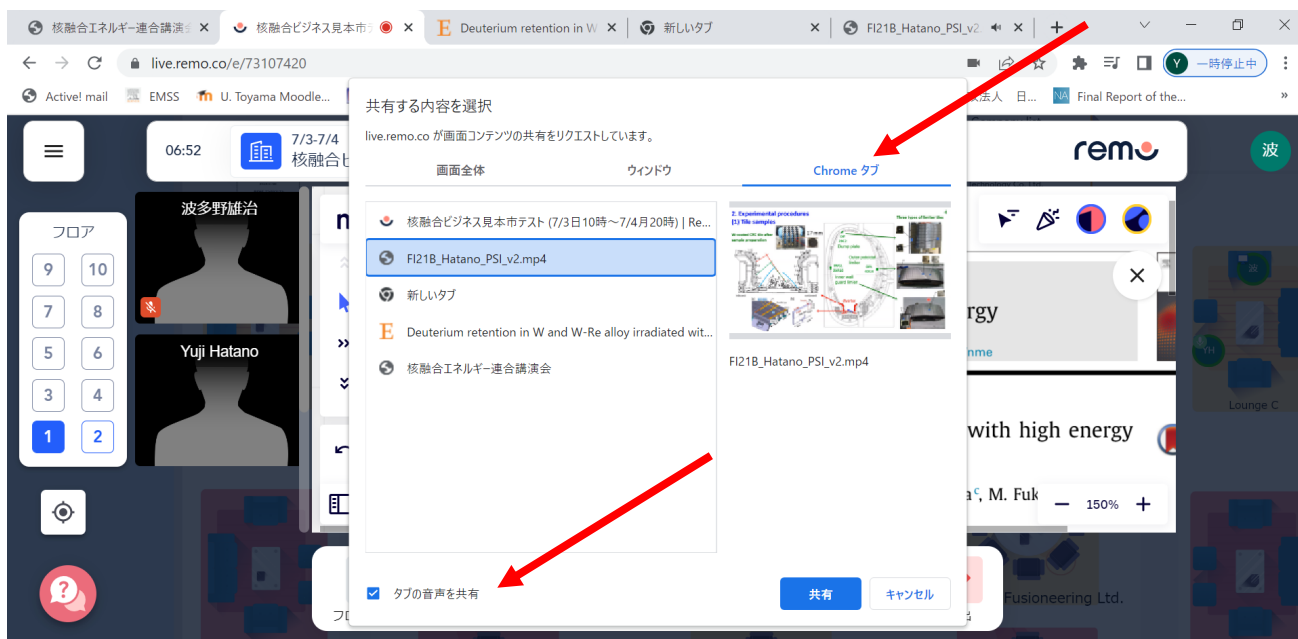 核融合エネルギー連合講演会
核融合ビジネス見本市テ
Deuterium retention in W
新しいタブ
FI21B_Hatano_PSI_v2.
live.remo.co/e/73107420
一時停止中
Active! mail
EMSS
U. Toyama Moodle...
法人 日...
Final Report of the...
06:52
7/3-7/4
核融合ビ
remo
波
フロア
9
10
7
8
5
6
3
4
1
2
波多野雄治
Yuji Hatano
共有する内容を選択
live.remo.co が画面コンテンツの共有をリクエストしています。
画面全体
ウィンドウ
Chrome タブ
核融合ビジネス見本市テスト (7/3日10時～7/4月20時) | Re...
FI21B_Hatano_PSI_v2.mp4
新しいタブ
Deuterium retention in W and W-Re alloy irradiated wit...
核融合エネルギー連合講演会
2. Experimental procedures
(1) Tile samples
FI21B_Hatano_PSI_v2.mp4
タブの音声を共有
共有
キャンセル
rgy
nme
with high energy
a c, M. Fuk
150%
YH
Lounge C
Fusioneering Ltd.